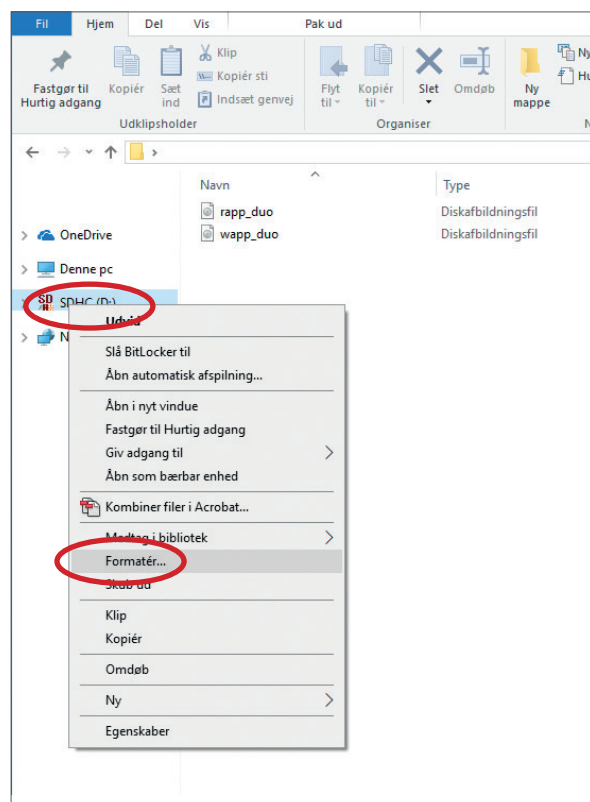 Fil Hjem Del Vis Pak ud
Fastgør til
Hurtig adgang
Kopiér
Sæt
ind
Klip
Kopiér sti
Indsæt genvej
Udklipsholder
Flyt
til
Kopiér
til
Slet
Omdøb
Organiser
Ny
mappe
Ny
Hu
N
Navn Type
rapp_duo Diskafbildningsfil
wapp_duo Diskafbildningsfil
OneDrive
Denne pc
SDHC (D:)
N
Udvid
Slå BitLocker til
Åbn automatisk afspilning...
Åbn i nyt vindue
Fastgør til Hurtig adgang
Giv adgang til
Åbn som bærbar enhed
Kombiner filer i Acrobat...
Medtag i bibliotek
Formatér...
Skub ud
Klip
Kopiér
Omdøb
Ny
Egenskaber